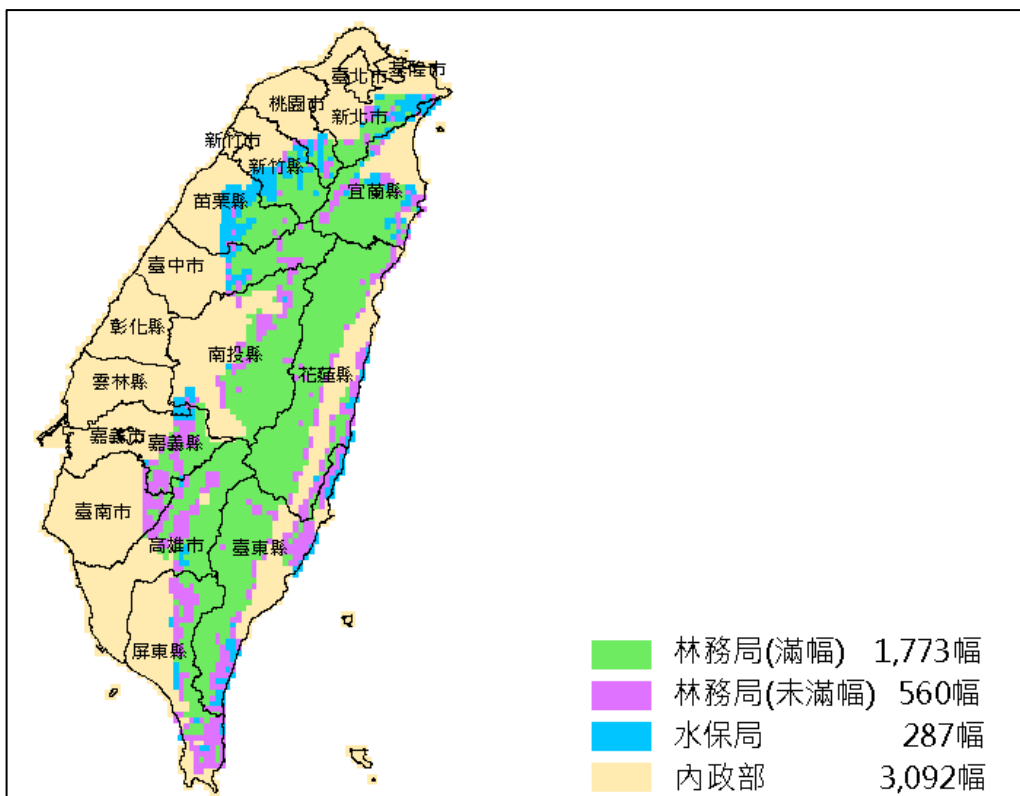 基隆市
臺北市
桃園市
新北市
新竹市
新竹縣
宜蘭縣
苗栗縣
臺中市
彰化縣
南投縣
雲林縣
花蓮縣
嘉義市
嘉義縣
臺南市
高雄市
臺東縣
屏東縣
林務局(滿幅) 1,773幅
林務局(未滿幅) 560幅
水保局 287幅
內政部 3,092幅